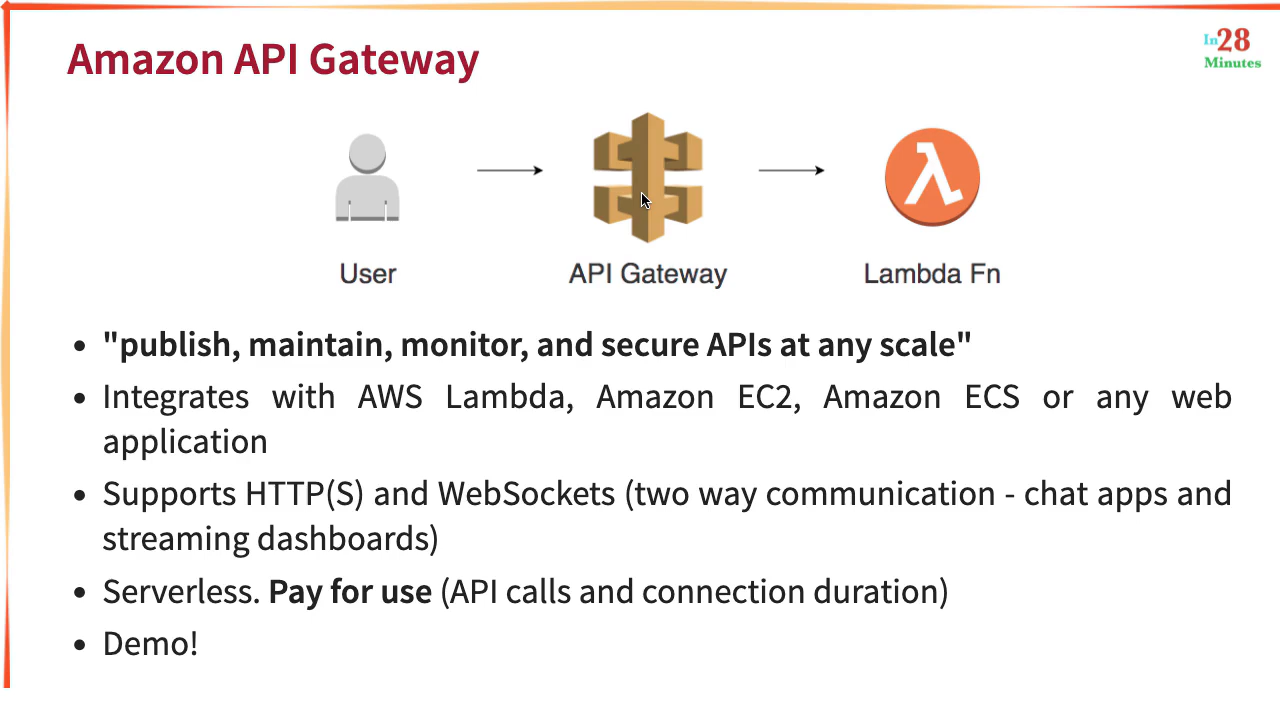 Amazon API Gateway
In28
Minutes
User
API Gateway
Lambda Fn
• "publish, maintain, monitor, and secure APIs at any scale"
• Integrates with AWS Lambda, Amazon EC2, Amazon ECS or any web
application
• Supports HTTP(S) and WebSockets (two way communication - chat apps and
streaming dashboards)
• Serverless. Pay for use (API calls and connection duration)
• Demo!